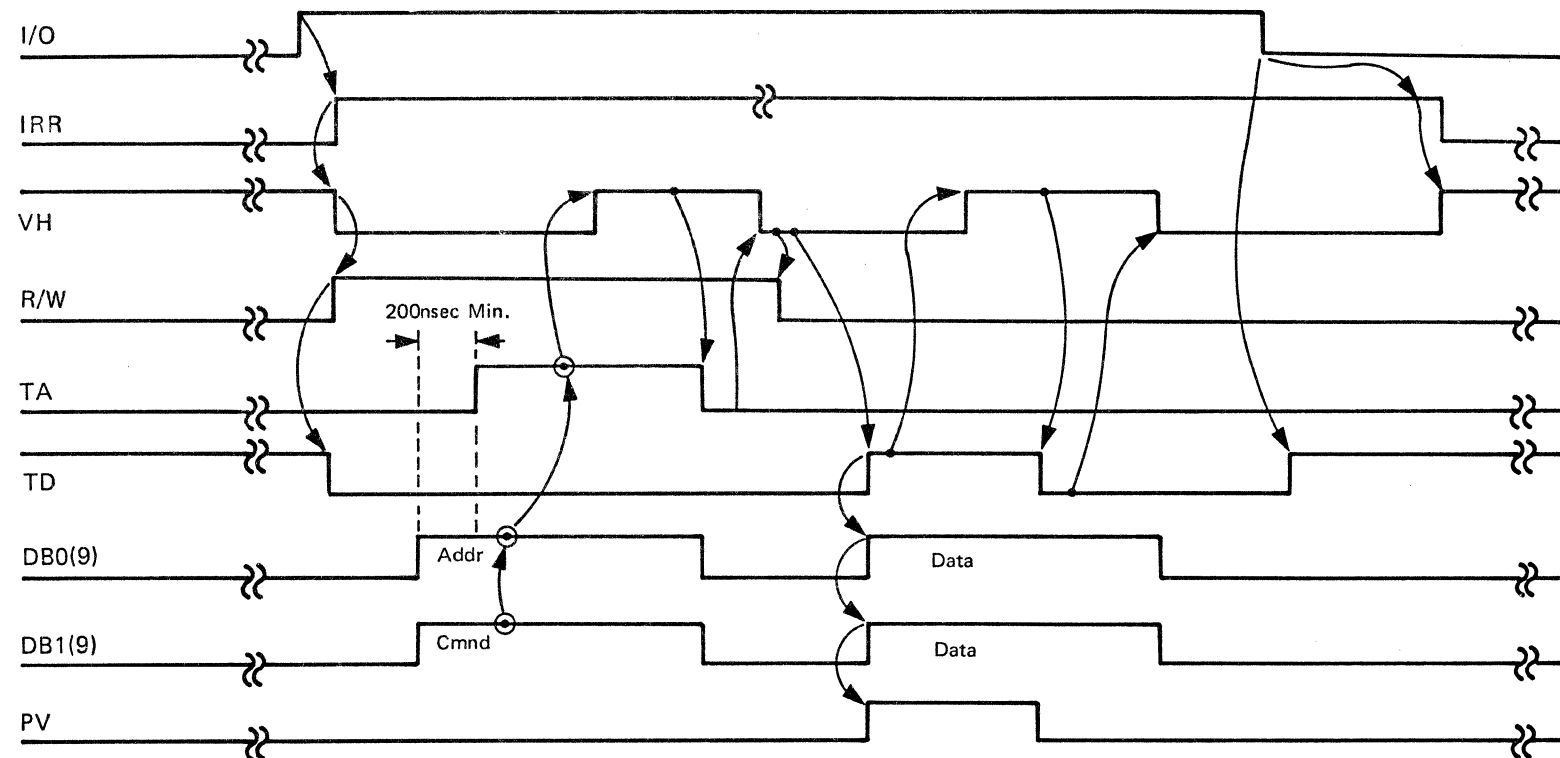 I/O
IRR
VH
R/W
200nsec Min.
TA
TD
DB0(9)
Addr
Data
DB1(9)
Cmnd
Data
PV